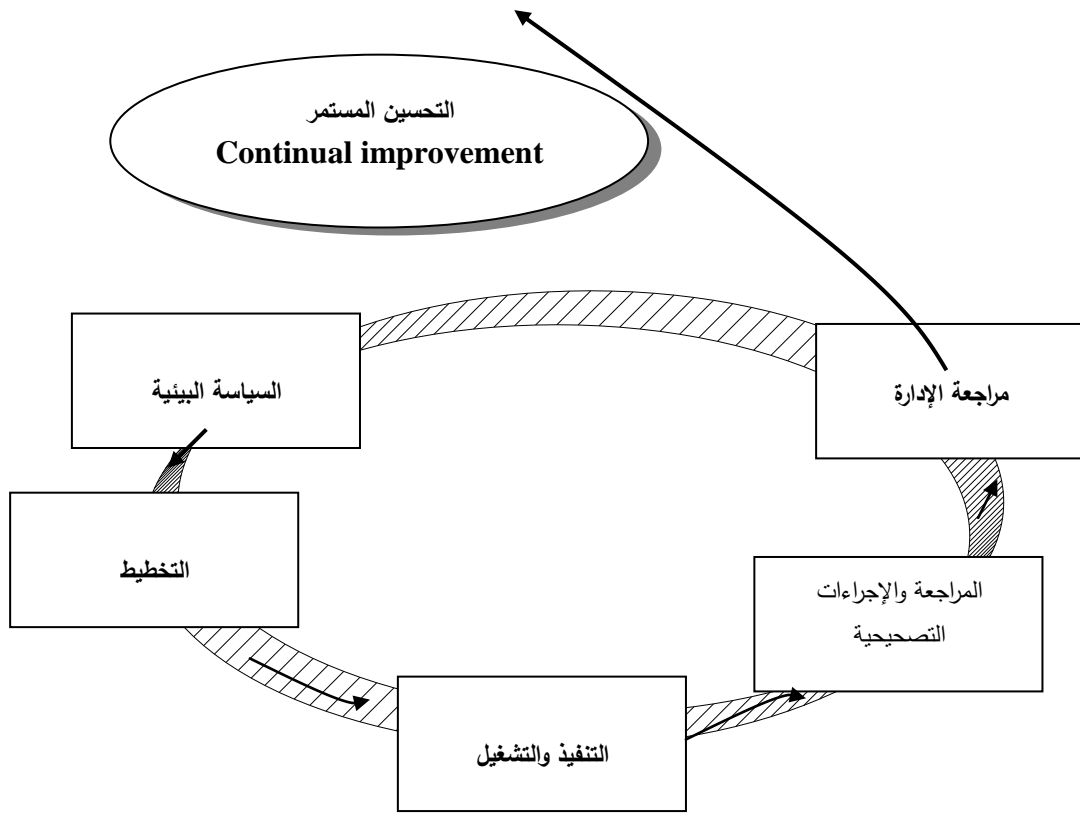 التحسين المستمر
Continual improvement
السياسة البيئية
مراجعة الإدارة
التخطيط
المراجعة والإجراءات
التصحيحية
التنفيذ والتشغيل